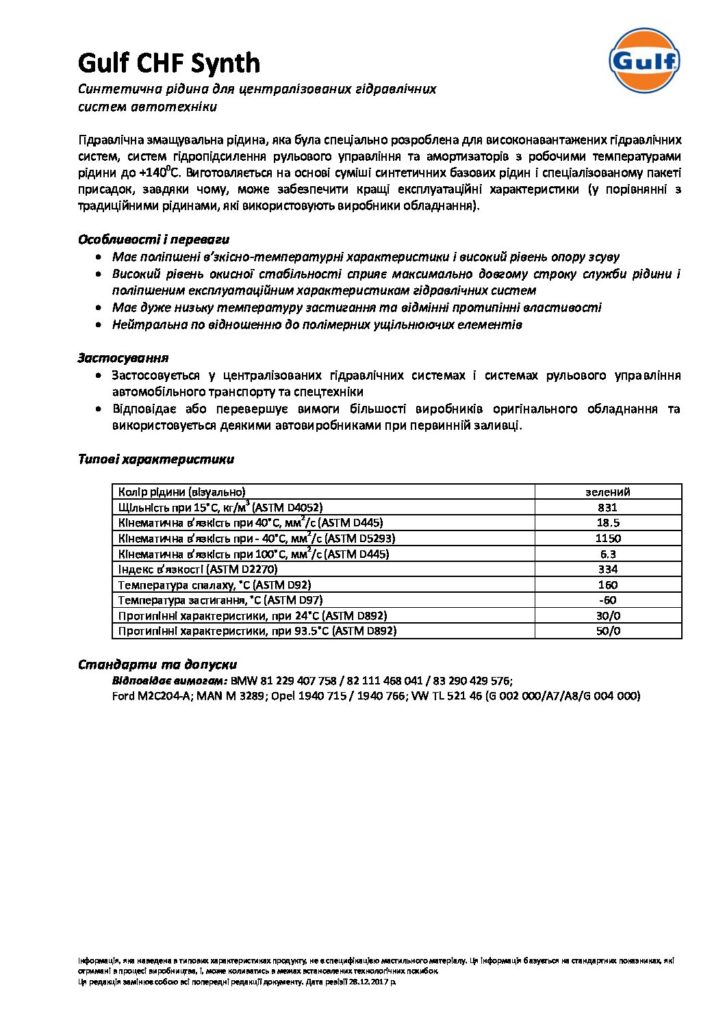 Gulf CHF Synth
Gulf
Синтетична рідина для централізованих гідравлічних
систем автотехніки
Гідравлічна змащувальна рідина, яка була спеціально розроблена для високонавантажених гідравлічних
систем, систем гідропідсилення рульового управління та амортизаторів з робочими температурами
рідини до +140⁰С. Виготовляється на основі суміші синтетичних базових рідин і спеціалізованому пакеті
присадок, завдяки чому, може забезпечити кращі експлуатаційні характеристики (у порівнянні з
традиційними рідинами, які використовують виробники обладнання).
Особливості і переваги
• Має поліпшені в’язкісно-температурні характеристики і високий рівень опору зсуву
• Високий рівень окисної стабільності сприяє максимально довгому строку служби рідини і
поліпшеним експлуатаційним характеристикам гідравлічних систем
• Має дуже низьку температуру застигання та відмінні протипінні властивості
• Нейтральна по відношенню до полімерних ущільнюючих елементів
Застосування
• Застосовується у централізованих гідравлічних системах і системах рульового управління
автомобільного транспорту та спецтехніки
• Відповідає або перевершує вимоги більшості виробників оригінального обладнання та
використовується деякими автовиробниками при первинній заливці.
Типові характеристики
Колір рідини (візуально) зелений
Щільність при 15°С, кг/м³ (ASTM D4052) 831
Кінематична в’язкість при 40°С, мм²/с (ASTM D445) 18.5
Кінематична в’язкість при - 40°С, мм²/с (ASTM D5293) 1150
Кінематична в’язкість при 100°С, мм²/с (ASTM D445) 6.3
Індекс в’язкості (ASTM D2270) 334
Температура спалаху, °С (ASTM D92) 160
Температура застигання, °С (ASTM D97) -60
Протипінні характеристики, при 24°С (ASTM D892) 30/0
Протипінні характеристики, при 93.5°С (ASTM D892) 50/0
Стандарти та допуски
Відповідає вимогам: BMW 81 229 407 758 / 82 111 468 041 / 83 290 429 576;
Ford M2C204-A; MAN M 3289; Opel 1940 715 / 1940 766; VW TL 521 46 (G 002 000/A7/A8/G 004 000)
Інформація, яка наведена в типових характеристиках продукту, не є специфікацією мастильного матеріалу. Ця інформація базується на стандартних показниках, які
отримані в процесі виробництва, і, може коливатись в межах встановлених технологічних похибок.
Ця редакція замінює собою всі попередні редакції документу. Дата ревізії 28.12.2017 р.